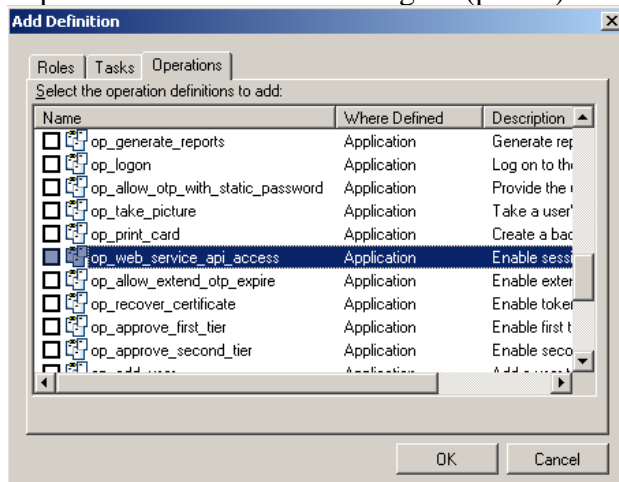 Add Definition
Roles Tasks Operations
Select the operation definitions to add:
Name Where Defined Description
op_generate_reports Application Generate rep
op_logon Application Log on to the
op_allow_otp_with_static_password Application Provide the
op_take_picture Application Take a user'
op_print_card Application Create a bac
op_web_service_api_access Application Enable sessi
op_allow_extend_otp_expire Application Enable exter
op_recover_certificate Application Enable token
op_approve_first_tier Application Enable first t
op_approve_second_tier Application Enable seco
OK Cancel